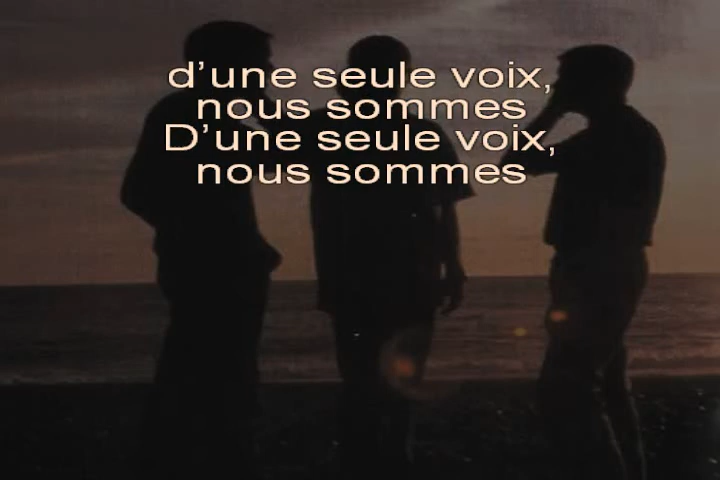 d’une seule voix,
nous sommes
D’une seule voix,
nous sommes